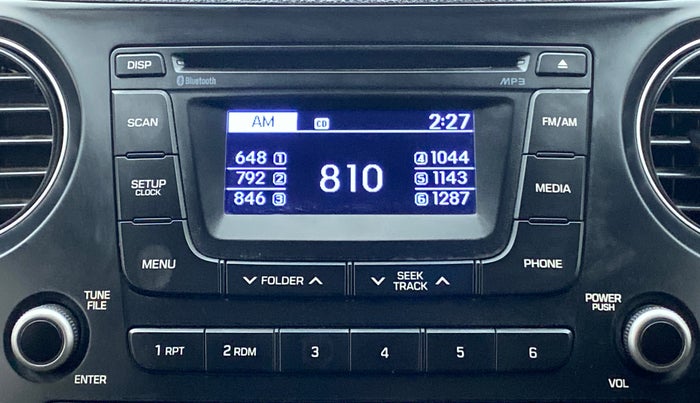 DISP
Bluetooth
MP3
SCAN
AM CD 2:27
FM/AM
648 1
792 2
846 3
810
4 1044
5 1143
6 1287
SETUP
CLOCK
MEDIA
MENU
FOLDER
SEEK
TRACK
PHONE
TUNE
FILE
POWER
PUSH
1 RPT
2 RDM
3
4
5
6
ENTER
VOL